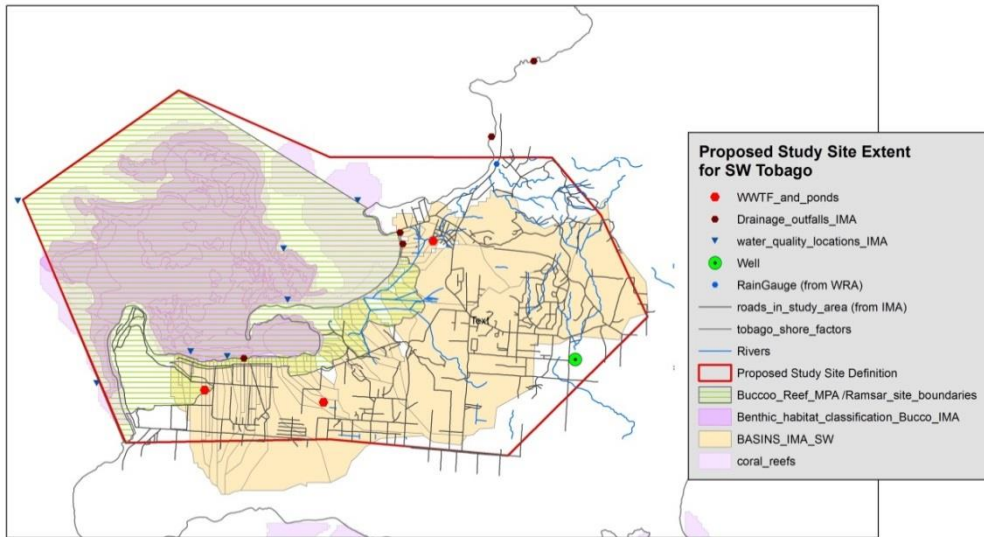 Text
Proposed Study Site Extent
for SW Tobago
WWTF_and_ponds
Drainage_outfalls_IMA
water_quality_locations_IMA
Well
RainGauge (from WRA)
roads_in_study_area (from IMA)
tobago_shore_factors
Rivers
Proposed Study Site Definition
Buccoo_Reef_MPA /Ramsar_site_boundaries
Benthic_habitat_classification_Bucco_IMA
BASINS_IMA_SW
coral_reefs